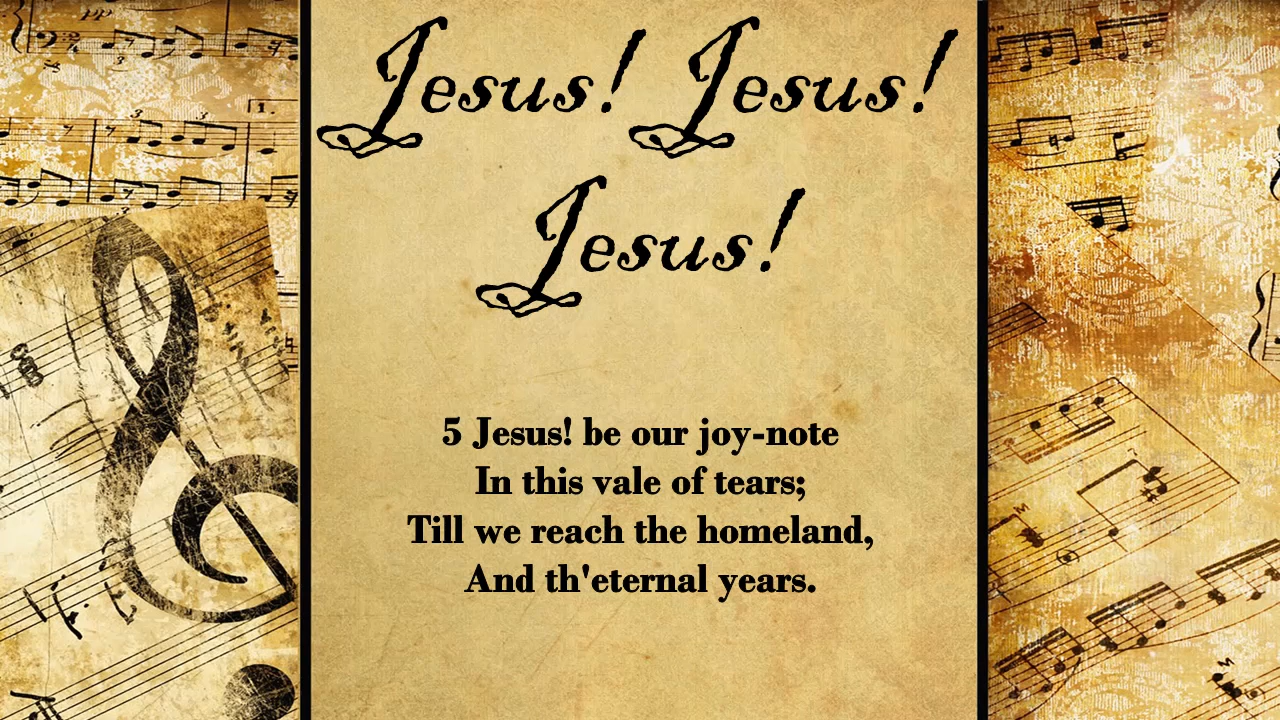 Jesus! Jesus!
Jesus!
5 Jesus! be our joy-note
In this vale of tears;
Till we reach the homeland,
And th'eternal years.